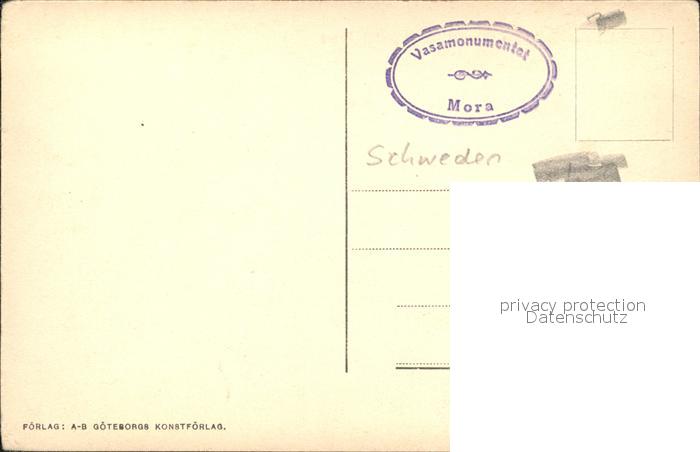 Vasamonumentet
Mora
Schweden
privacy protection
Datenschutz
FÖRLAG: A-B GÖTEBORGS KONSTFÖRLAG.